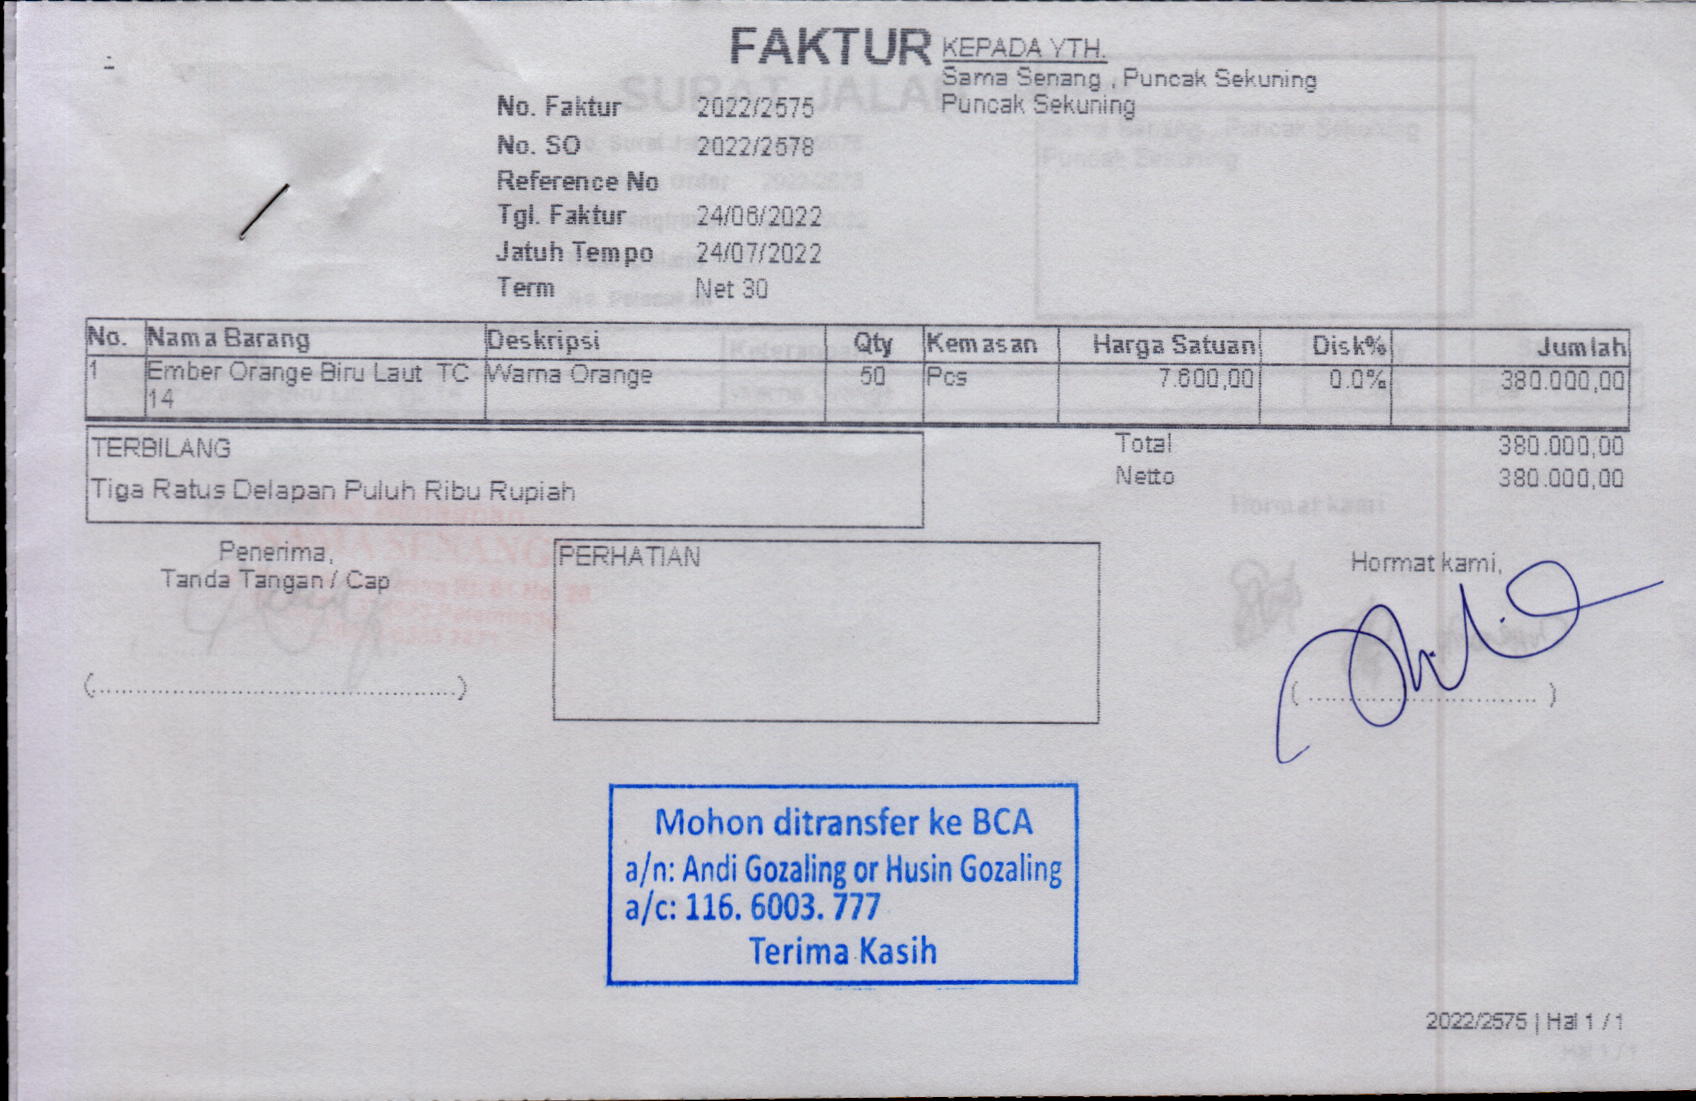 FAKTUR
KEPADA YTH.
Sama Senang , Puncak Sekuning
Puncak Sekuning
No. Faktur 2022/2575
No. SO 2022/2578
Reference No
Tgl. Faktur 24/06/2022
Jatuh Tempo 24/07/2022
Term Net 30
No. Nama Barang Deskripsi Qty Kemasan Harga Satuan Disk% Jumlah
1 Ember Orange Biru Laut TC Warna Orange 50 Pcs 7.600,00 0.0% 380.000,00
14
TERBILANG
Tiga Ratus Delapan Puluh Ribu Rupiah
Total 380.000,00
Netto 380.000,00
Penerima,
Tanda Tangan / Cap
PERHATIAN
Hormat kami,
(....................................................)
( ................................. )
Mohon ditransfer ke BCA
a/n: Andi Gozaling or Husin Gozaling
a/c: 116. 6003. 777
Terima Kasih
2022/2575 | Hal 1 / 1